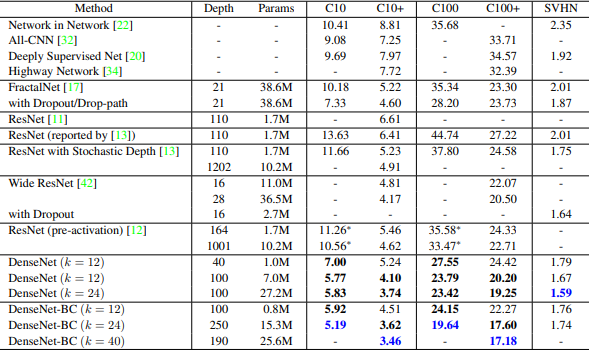 Method Depth Params C10 C10+ C100 C100+ SVHN
Network in Network [22] - - 10.41 8.81 35.68 - 2.35
All-CNN [32] - - 9.08 7.25 - 33.71 -
Deeply Supervised Net [20] - - 9.69 7.97 - 34.57 1.92
Highway Network [34] - - - 7.72 - 32.39 -
FractalNet [17] 21 38.6M 10.18 5.22 35.34 23.30 2.01
with Dropout/Drop-path 21 38.6M 7.33 4.60 28.20 23.73 1.87
ResNet [11] 110 1.7M - 6.61 - - -
ResNet (reported by [13]) 110 1.7M 13.63 6.41 44.74 27.22 2.01
ResNet with Stochastic Depth [13] 110 1.7M 11.66 5.23 37.80 24.58 1.75
1202 10.2M - 4.91 - - -
Wide ResNet [42] 16 11.0M - 4.81 - 22.07 -
28 36.5M - 4.17 - 20.50 -
with Dropout 16 2.7M - - - - 1.64
ResNet (pre-activation) [12] 164 1.7M 11.26* 5.46 35.58* 24.33 -
1001 10.2M 10.56* 4.62 33.47* 22.71 -
DenseNet (k = 12) 40 1.0M 7.00 5.24 27.55 24.42 1.79
DenseNet (k = 12) 100 7.0M 5.77 4.10 23.79 20.20 1.67
DenseNet (k = 24) 100 27.2M 5.83 3.74 23.42 19.25 1.59
DenseNet-BC (k = 12) 100 0.8M 5.92 4.51 24.15 22.27 1.76
DenseNet-BC (k = 24) 250 15.3M 5.19 3.62 19.64 17.60 1.74
DenseNet-BC (k = 40) 190 25.6M - 3.46 - 17.18 -